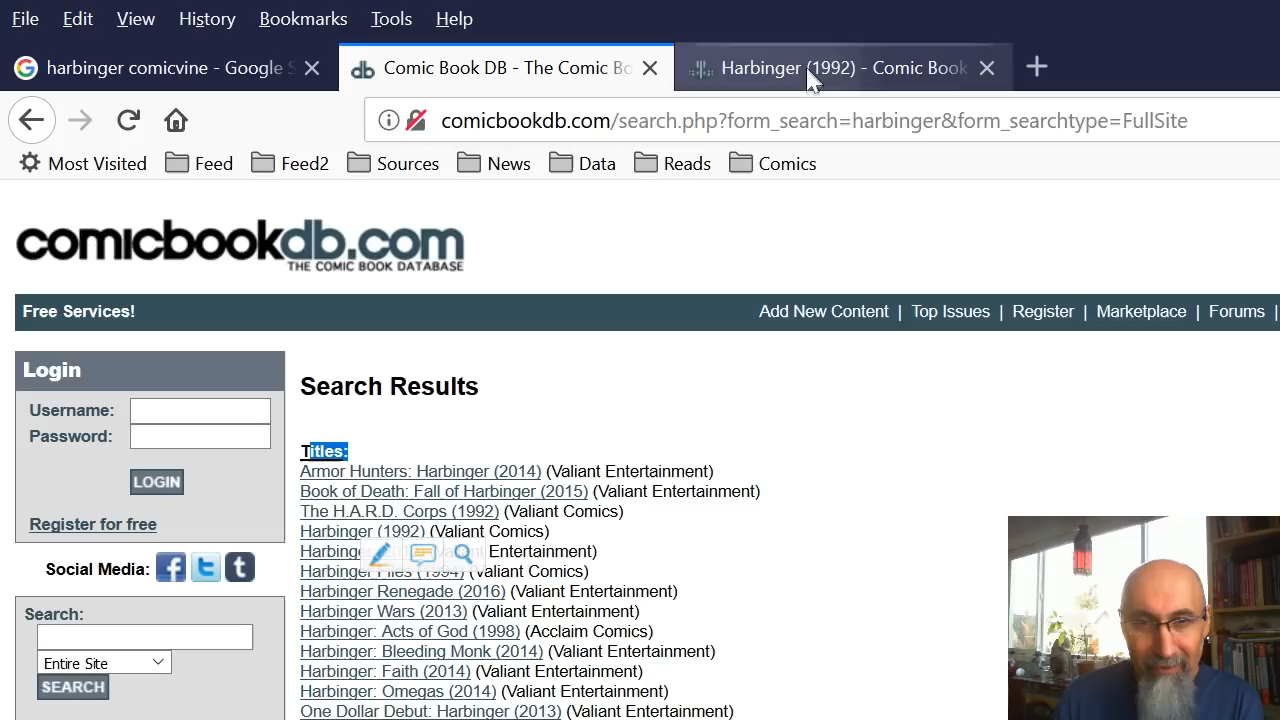 File Edit View History Bookmarks Tools Help
harbinger comicvine - Google S
Comic Book DB - The Comic Bo
Harbinger (1992) - Comic Book
comicbookdb.com/search.php?form_search=harbinger&form_searchtype=FullSite
Most Visited Feed Feed2 Sources News Data Reads Comics
comicbookdb.com
THE COMIC BOOK DATABASE
Free Services!
Add New Content | Top Issues | Register | Marketplace | Forums |
Login
Username:
Password:
LOGIN
Register for free
Social Media:
Search:
Entire Site
SEARCH
Search Results
Titles:
Armor Hunters: Harbinger (2014) (Valiant Entertainment)
Book of Death: Fall of Harbinger (2015) (Valiant Entertainment)
The H.A.R.D. Corps (1992) (Valiant Comics)
Harbinger (1992) (Valiant Comics)
Harbinger Entertainment)
Harbinger Files (1994) (Valiant Comics)
Harbinger Renegade (2016) (Valiant Entertainment)
Harbinger Wars (2013) (Valiant Entertainment)
Harbinger: Acts of God (1998) (Acclaim Comics)
Harbinger: Bleeding Monk (2014) (Valiant Entertainment)
Harbinger: Faith (2014) (Valiant Entertainment)
Harbinger: Omegas (2014) (Valiant Entertainment)
One Dollar Debut: Harbinger (2013) (Valiant Entertainment)